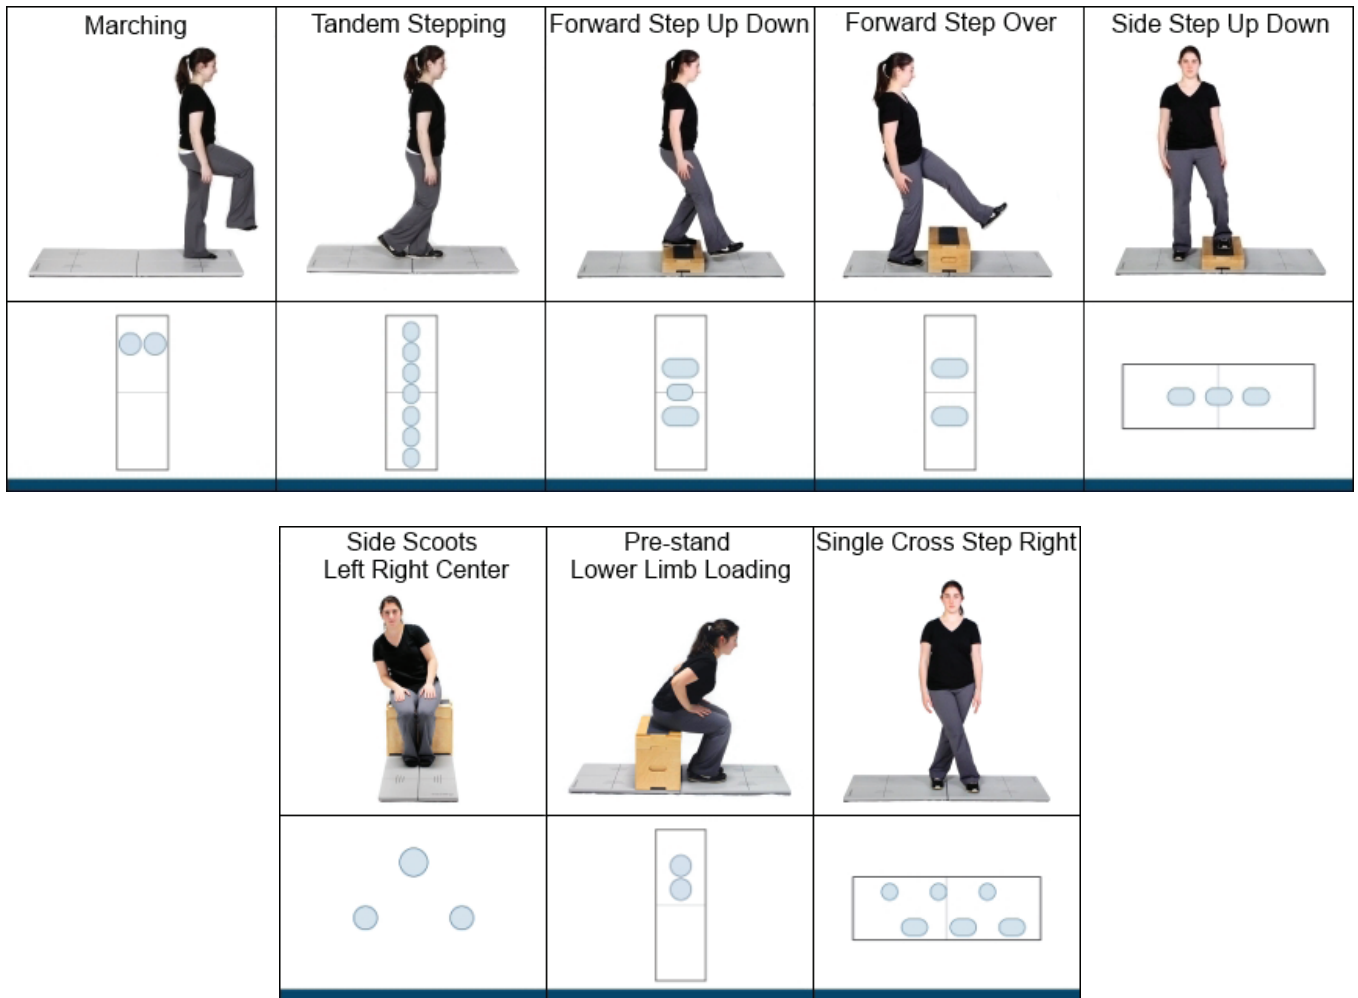 Marching
Tandem Stepping
Forward Step Up Down
Forward Step Over
Side Step Up Down
Side Scoots
Left Right Center
Pre-stand
Lower Limb Loading
Single Cross Step Right